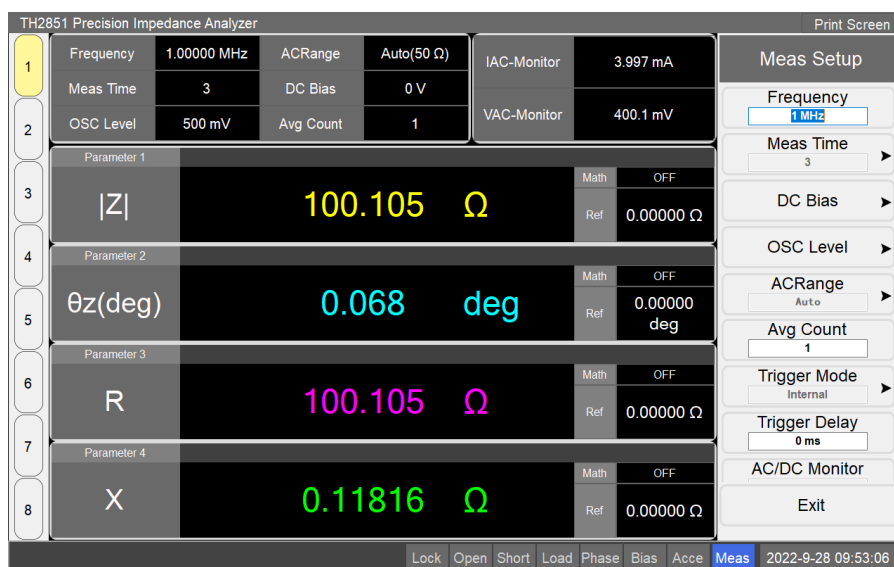 TH2851 Precision Impedance Analyzer
Print Screen
1
2
3
4
5
6
7
8
Frequency 1.00000 MHz ACRange Auto(50 Ω)
Meas Time 3 DC Bias 0 V
OSC Level 500 mV Avg Count 1
IAC-Monitor 3.997 mA
VAC-Monitor 400.1 mV
Parameter 1
|Z| 100.105 Ω
Math OFF
Ref 0.00000 Ω
Parameter 2
θz(deg) 0.068 deg
Math OFF
Ref 0.00000
deg
Parameter 3
R 100.105 Ω
Math OFF
Ref 0.00000 Ω
Parameter 4
X 0.11816 Ω
Math OFF
Ref 0.00000 Ω
Meas Setup
Frequency
1 MHz
Meas Time
3
DC Bias
OSC Level
ACRange
Auto
Avg Count
1
Trigger Mode
Internal
Trigger Delay
0 ms
AC/DC Monitor
Exit
Lock Open Short Load Phase Bias Acce Meas 2022-9-28 09:53:06